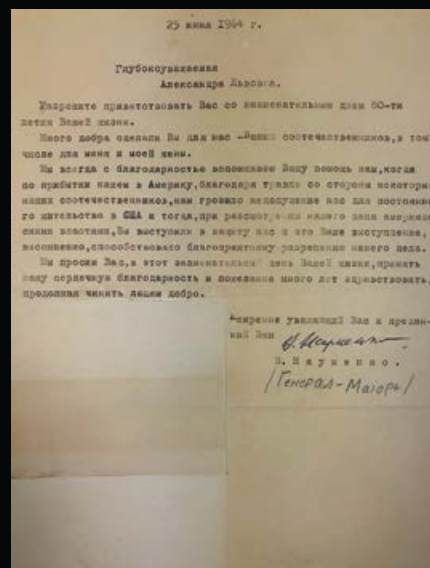 25 июня 1964 г.
Глубокоуважаемая
Александра Львовна.
Разрешите приветствовать Вас со знаменательным днем 80-ти
летия Вашей жизни.
Много добра сделали Вы для нас -Ваших соотечественников, в том
числе для меня и моей жены.
Мы всегда с благодарностью вспоминаем Вашу помощь нам,когда
по прибытии нашем в Америку,благодаря травле со стороны некоторых
наших соотечественников,нам грозило недопущение нас для постоянно
го жительства в США и тогда,при рассмотрении нашего дела
властями,Вы выступили в защиту нас и это Ваше выступление,
несомненно,способствовало благоприятному разрешению нашего дела.
Мы просим Вас,в этот знаменательный день Вашей жизни,принять
нашу сердечную благодарность и пожелание много лет здравствовать,
продолжая чинить людям добро.
Искренне уважающий Вас и предан-
ный Вам
В. Науменко.
/Генерал-Майоръ/